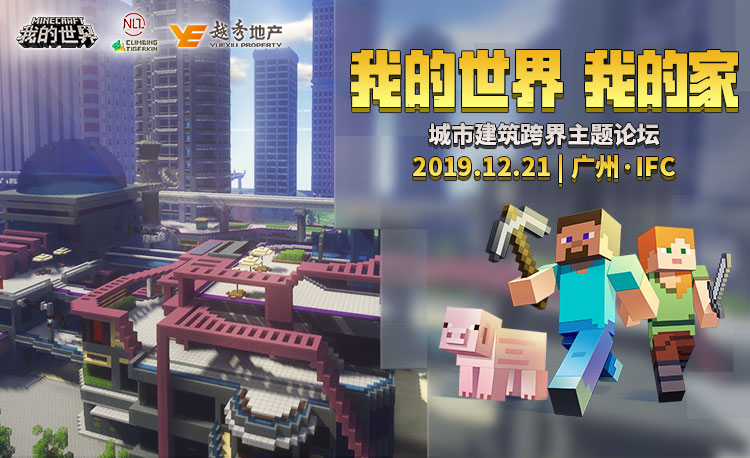 MINECRAFT
我的世界
NLT.
CLIMBING
TIGERKIN
越秀地产
YUEXIU PROPERTY
我的世界 我的家
城市建筑跨界主题论坛
2019.12.21 | 广州·IFC